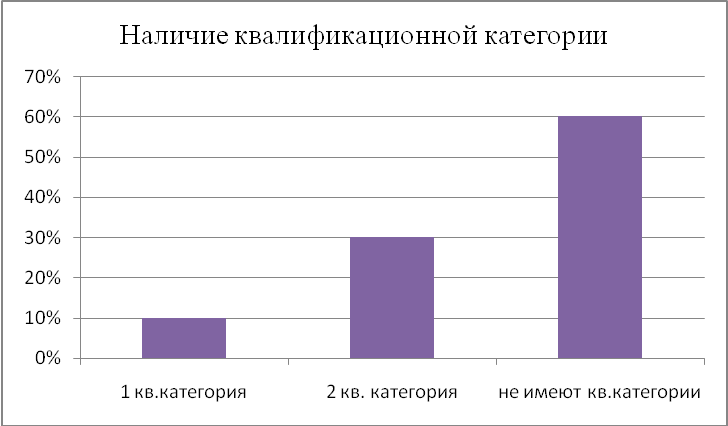 Наличие квалификационной категории
70%
60%
50%
40%
30%
20%
10%
0%
1 кв.категория
2 кв. категория
не имеют кв.категории